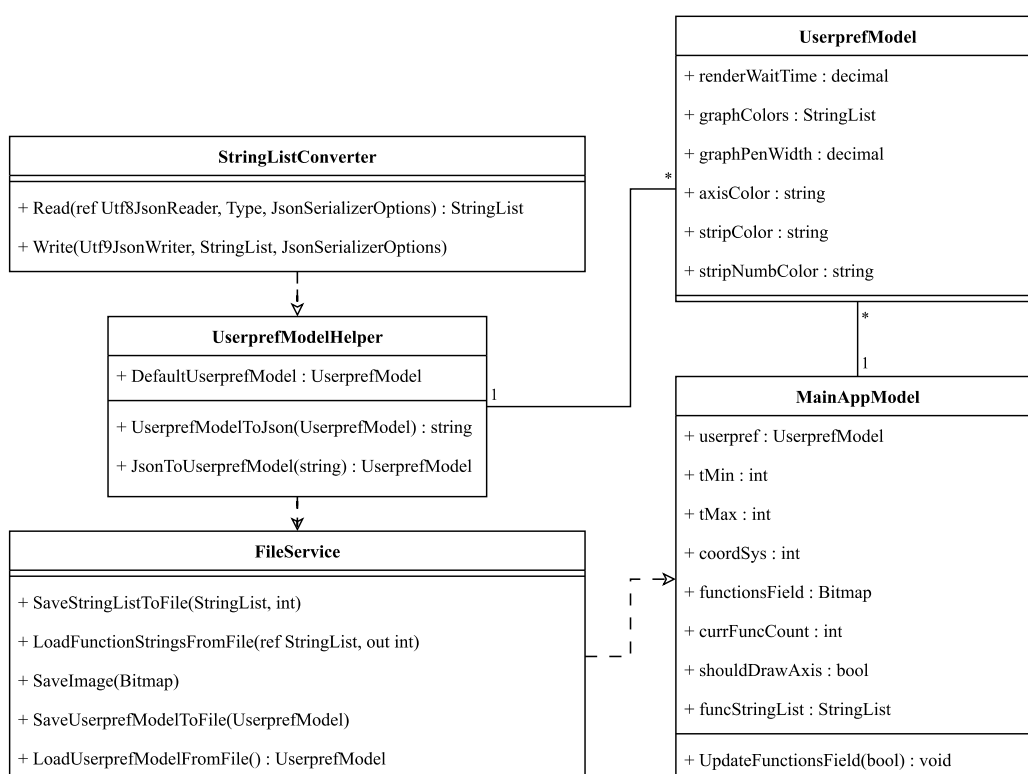 UserprefModel
+ renderWaitTime : decimal
+ graphColors : StringList
+ graphPenWidth : decimal
+ axisColor : string
+ stripColor : string
+ stripNumbColor : string
StringListConverter
+ Read(ref Utf8JsonReader, Type, JsonSerializerOptions) : StringList
+ Write(Utf9JsonWriter, StringList, JsonSerializerOptions)
*
*
1
UserprefModelHelper
+ DefaultUserprefModel : UserprefModel
+ UserprefModelToJson(UserprefModel) : string
+ JsonToUserprefModel(string) : UserprefModel
1
MainAppModel
+ userpref : UserprefModel
+ tMin : int
+ tMax : int
+ coordSys : int
+ functionsField : Bitmap
+ currFuncCount : int
+ shouldDrawAxis : bool
+ funcStringList : StringList
+ UpdateFunctionsField(bool) : void
FileService
+ SaveStringListToFile(StringList, int)
+ LoadFunctionStringsFromFile(ref StringList, out int)
+ SaveImage(Bitmap)
+ SaveUserprefModelToFile(UserprefModel)
+ LoadUserprefModelFromFile() : UserprefModel